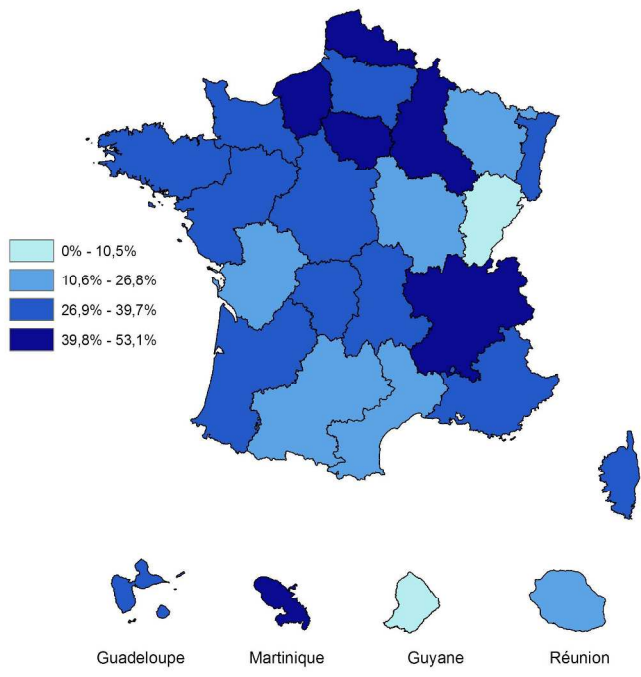 0% - 10,5%
10,6% - 26,8%
26,9% - 39,7%
39,8% - 53,1%
Guadeloupe Martinique Guyane Réunion